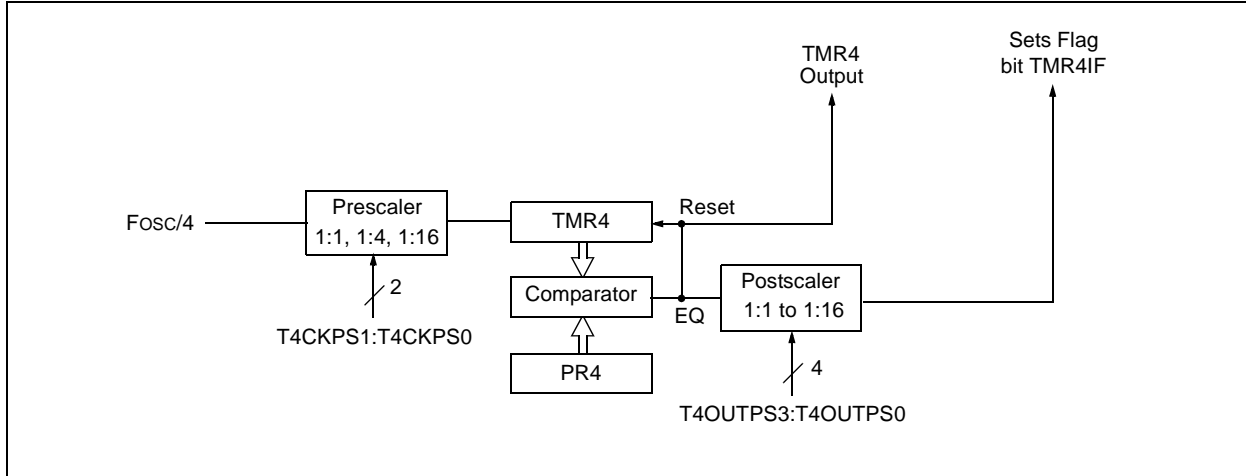 TMR4
Output
Sets Flag
bit TMR4IF
FOSC/4
Prescaler
1:1, 1:4, 1:16
TMR4
Reset
2
T4CKPS1:T4CKPS0
Comparator
EQ
Postscaler
1:1 to 1:16
PR4
4
T4OUTPS3:T4OUTPS0